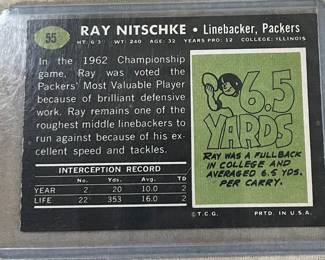 55 RAY NITSCHKE • Linebacker, Packers
HT: 6'3" WT: 240 AGE: 32 YEARS PRO: 12 COLLEGE: ILLINOIS
In the 1962 Championship
game, Ray was voted the
Packers' Most Valuable Player
because of brilliant defensive
work. Ray remains one of the
roughest middle linebackers to
run against because of his ex-
cellent speed and tackles.
INTERCEPTION RECORD
No. Yds. Avg. TD
YEAR 2 20 10.0 2
LIFE 22 353 16.0 2
6.5
YARDS
RAY WAS A FULLBACK
IN COLLEGE AND
AVERAGED 6.5 YDS.
PER CARRY.
©T.C.G. PRTD. IN U.S.A.